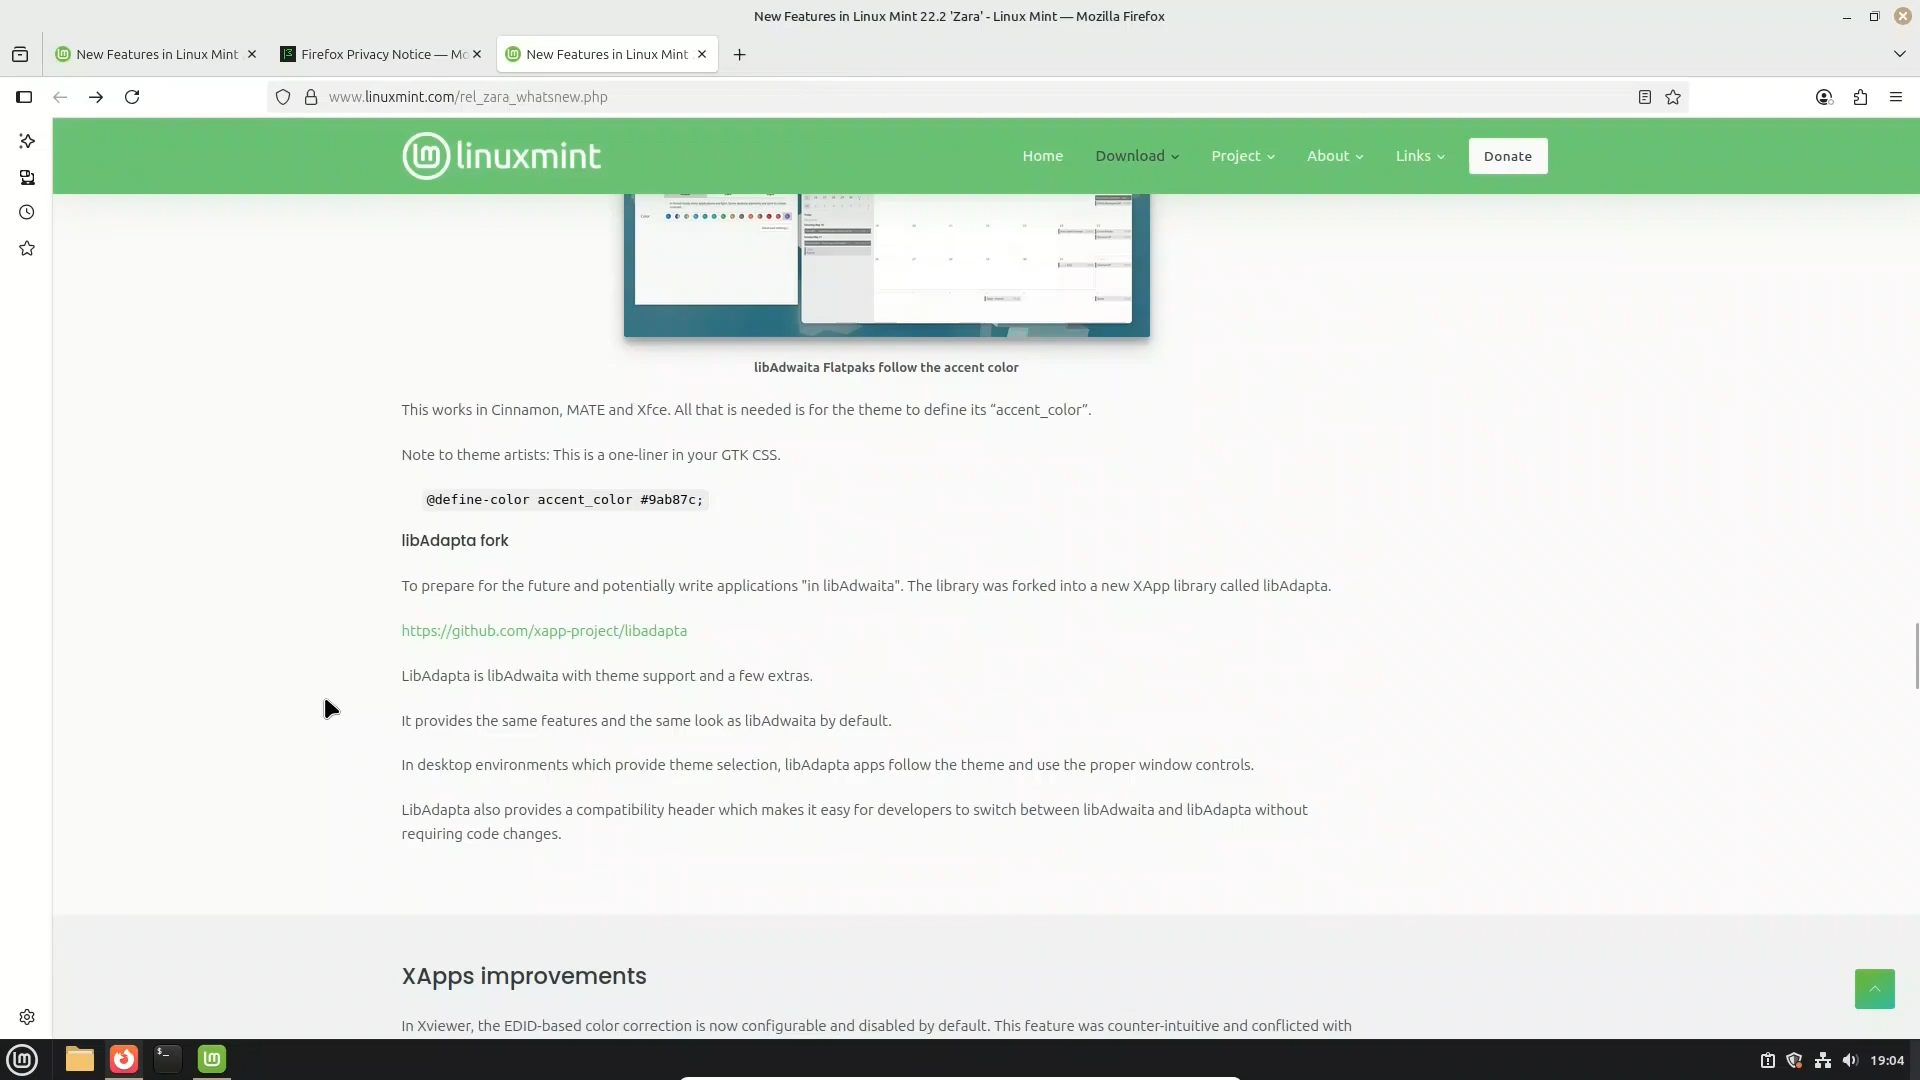 New Features in Linux Mint 22.2 'Zara' - Linux Mint — Mozilla Firefox
New Features in Linux Mint
Firefox Privacy Notice — Mo
New Features in Linux Mint
www.linuxmint.com/rel_zara_whatsnew.php
linuxmint
Home
Download
Project
About
Links
Donate
libAdwaita Flatpaks follow the accent color
This works in Cinnamon, MATE and Xfce. All that is needed is for the theme to define its “accent_color”.
Note to theme artists: This is a one-liner in your GTK CSS.
@define-color accent_color #9ab87c;
libAdapta fork
To prepare for the future and potentially write applications "in libAdwaita". The library was forked into a new XApp library called libAdapta.
https://github.com/xapp-project/libadapta
LibAdapta is libAdwaita with theme support and a few extras.
It provides the same features and the same look as libAdwaita by default.
In desktop environments which provide theme selection, libAdapta apps follow the theme and use the proper window controls.
LibAdapta also provides a compatibility header which makes it easy for developers to switch between libAdwaita and libAdapta without
requiring code changes.
XApps improvements
In Xviewer, the EDID-based color correction is now configurable and disabled by default. This feature was counter-intuitive and conflicted with
19:04